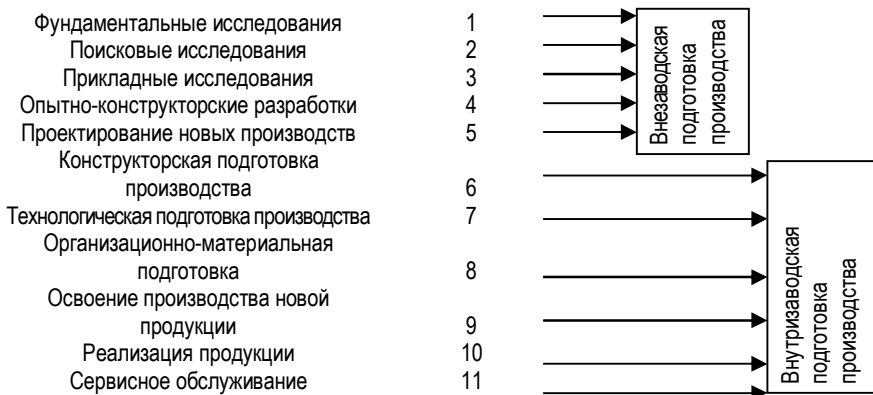 Фундаментальные исследования 1
Поисковые исследования 2
Прикладные исследования 3
Опытно-конструкторские разработки 4
Проектирование новых производств 5
Конструкторская подготовка
производства 6
Технологическая подготовка производства 7
Организационно-материальная
подготовка 8
Освоение производства новой
продукции 9
Реализация продукции 10
Сервисное обслуживание 11
Внезаводская
подготовка
производства
Внутризаводская
подготовка
производства